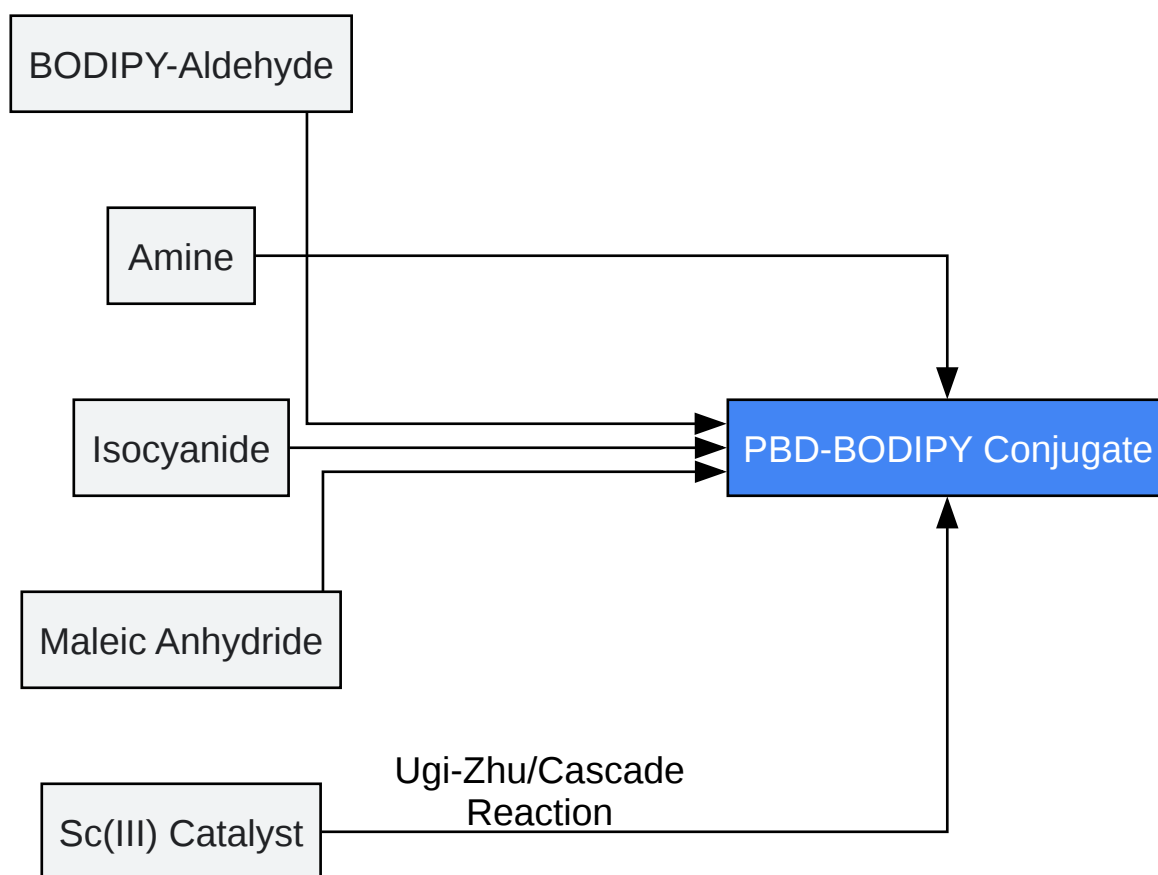 BODIPY-Aldehyde
Amine
Isocyanide
PBD-BODIPY Conjugate
Maleic Anhydride
Ugi-Zhu/Cascade
Reaction
Sc(III) Catalyst